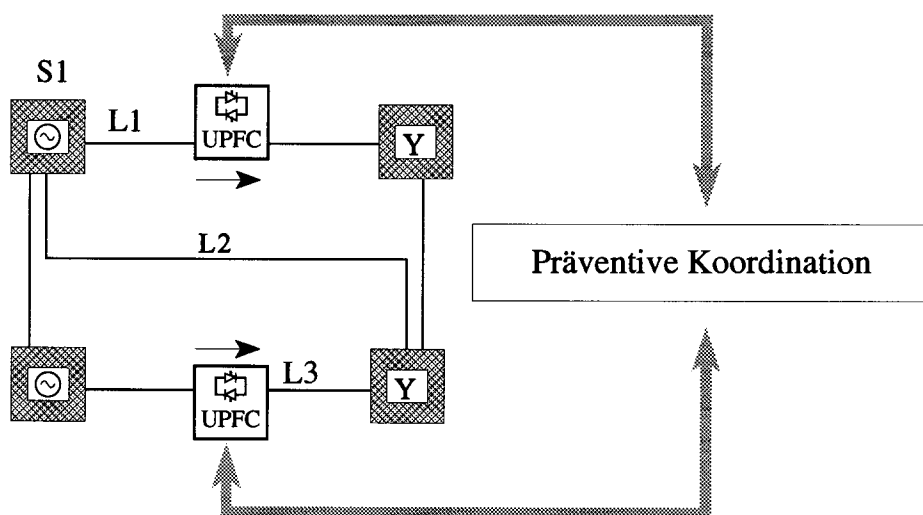 S1
L1
UPFC
Y
L2
Präventive Koordination
L3
UPFC
Y